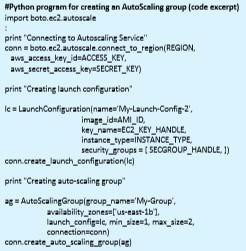 #Python program for creating an AutoScaling group (code excerpt)
import boto.ec2.autoscale
:
print "Connecting to Autoscaling Service"
conn = boto.ec2.autoscale.connect_to_region(REGION,
aws_access_key_id=ACCESS_KEY,
aws_secret_access_key=SECRET_KEY)
print "Creating launch configuration"
lc = LaunchConfiguration(name='My-Launch-Config-2',
image_id=AMI_ID,
key_name=EC2_KEY_HANDLE,
instance_type=INSTANCE_TYPE,
security_groups = [ SECGROUP_HANDLE, ])
conn.create_launch_configuration(lc)
print "Creating auto-scaling group"
ag = AutoScalingGroup(group_name='My-Group',
availability_zones=['us-east-1b'],
launch_config=lc, min_size=1, max_size=2,
connection=conn)
conn.create_auto_scaling_group(ag)